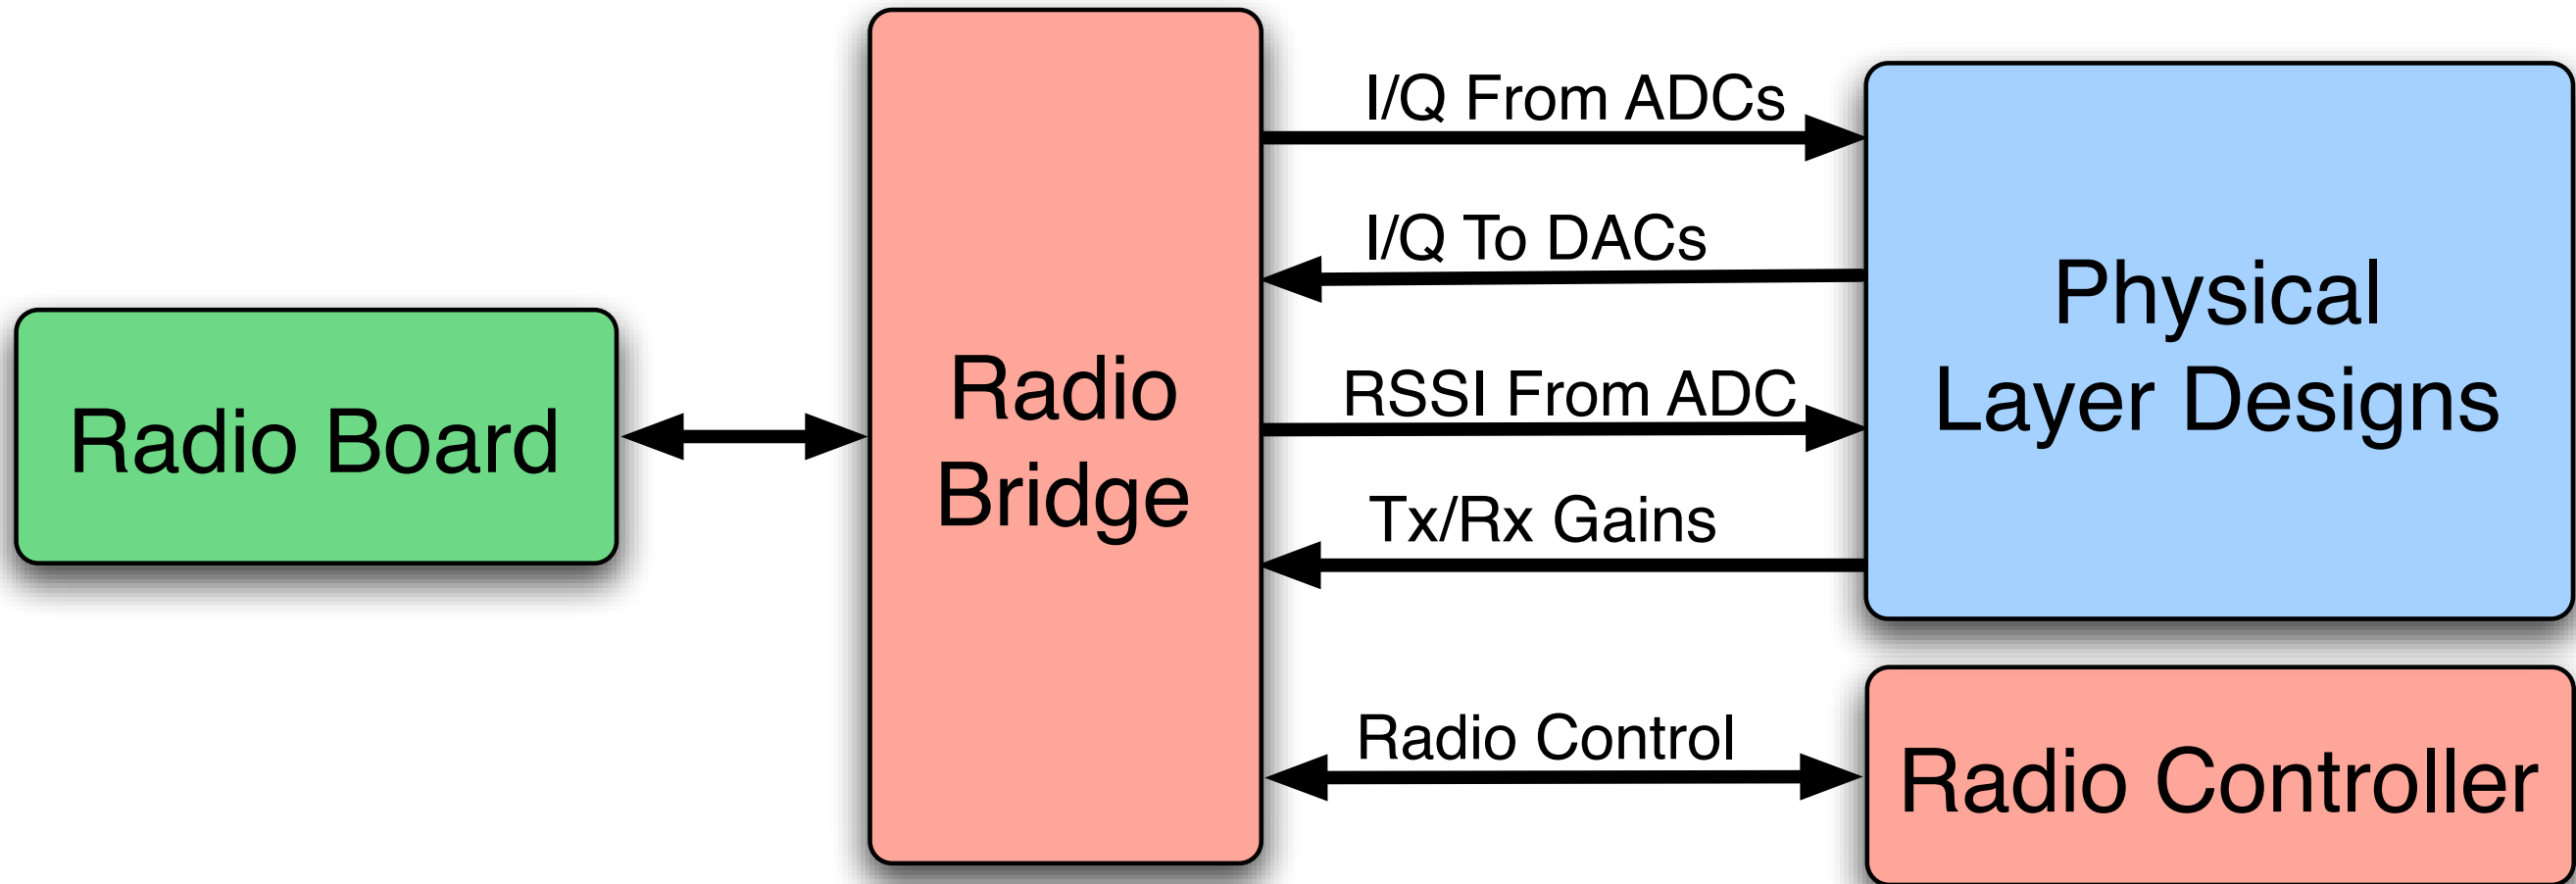 Radio Board
Radio
Bridge
I/Q From ADCs
I/Q To DACs
RSSI From ADC
Tx/Rx Gains
Radio Control
Physical
Layer Designs
Radio Controller